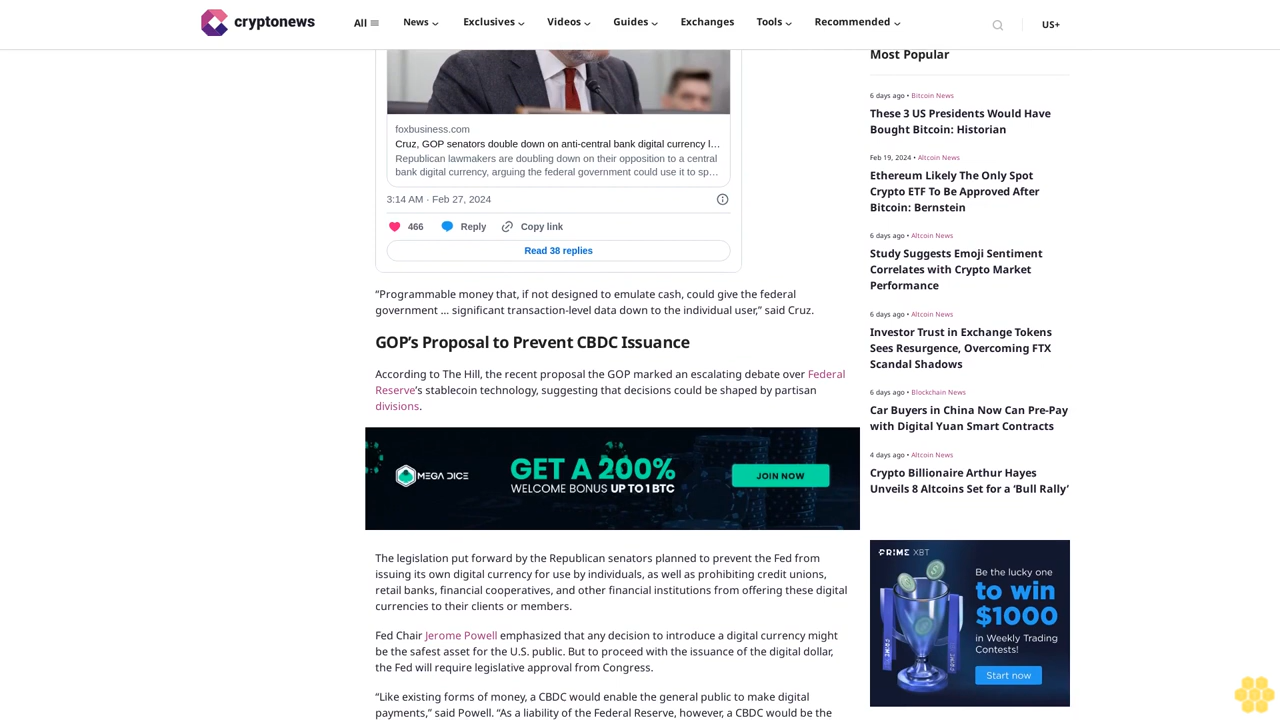 cryptonews
All
News
Exclusives
Videos
Guides
Exchanges
Tools
Recommended
US+
foxbusiness.com
Cruz, GOP senators double down on anti-central bank digital currency l…
Republican lawmakers are doubling down on their opposition to a central
bank digital currency, arguing the federal government could use it to sp…
3:14 AM · Feb 27, 2024
466
Reply
Copy link
Read 38 replies
“Programmable money that, if not designed to emulate cash, could give the federal
government … significant transaction-level data down to the individual user,” said Cruz.
GOP’s Proposal to Prevent CBDC Issuance
According to The Hill, the recent proposal the GOP marked an escalating debate over Federal
Reserve’s stablecoin technology, suggesting that decisions could be shaped by partisan
divisions.
MEGA DICE
GET A 200%
WELCOME BONUS UP TO 1 BTC
JOIN NOW
The legislation put forward by the Republican senators planned to prevent the Fed from
issuing its own digital currency for use by individuals, as well as prohibiting credit unions,
retail banks, financial cooperatives, and other financial institutions from offering these digital
currencies to their clients or members.
Fed Chair Jerome Powell emphasized that any decision to introduce a digital currency might
be the safest asset for the U.S. public. But to proceed with the issuance of the digital dollar,
the Fed will require legislative approval from Congress.
“Like existing forms of money, a CBDC would enable the general public to make digital
payments,” said Powell. “As a liability of the Federal Reserve, however, a CBDC would be the
Most Popular
6 days ago • Bitcoin News
These 3 US Presidents Would Have
Bought Bitcoin: Historian
Feb 19, 2024 • Altcoin News
Ethereum Likely The Only Spot
Crypto ETF To Be Approved After
Bitcoin: Bernstein
6 days ago • Altcoin News
Study Suggests Emoji Sentiment
Correlates with Crypto Market
Performance
6 days ago • Altcoin News
Investor Trust in Exchange Tokens
Sees Resurgence, Overcoming FTX
Scandal Shadows
6 days ago • Blockchain News
Car Buyers in China Now Can Pre-Pay
with Digital Yuan Smart Contracts
4 days ago • Altcoin News
Crypto Billionaire Arthur Hayes
Unveils 8 Altcoins Set for a ‘Bull Rally’
PRIME XBT
Be the lucky one
to win
$1000
in Weekly Trading
Contests!
Start now